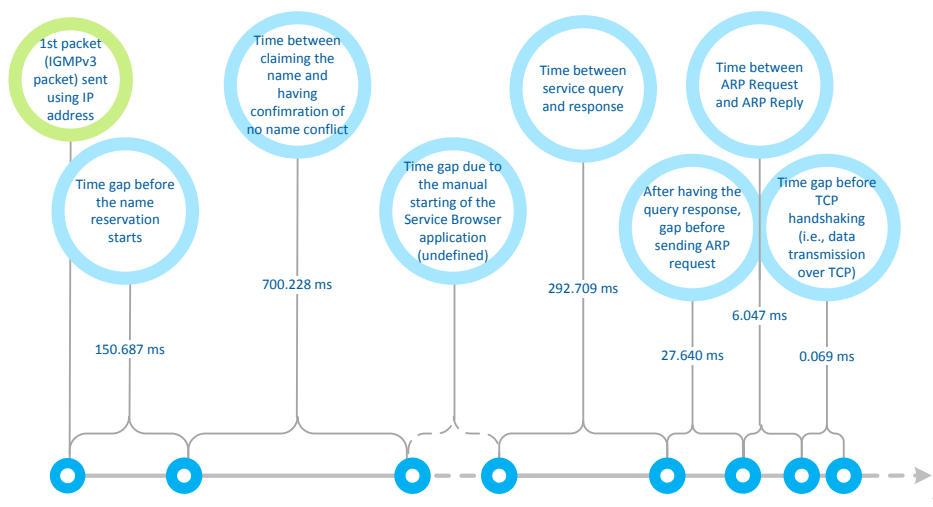 1st packet
(IGMPv3
packet) sent
using IP
address
Time gap before
the name
reservation
starts
150.687 ms
Time between
claiming the
name and
having
confimration of
no name conflict
700.228 ms
Time gap due to
the manual
starting of the
Service Browser
application
(undefined)
Time between
service query
and response
292.709 ms
After having the
query response,
gap before
sending ARP
request
27.640 ms
Time between
ARP Request
and ARP Reply
6.047 ms
Time gap before
TCP
handshaking
(i.e., data
transmission
over TCP)
0.069 ms